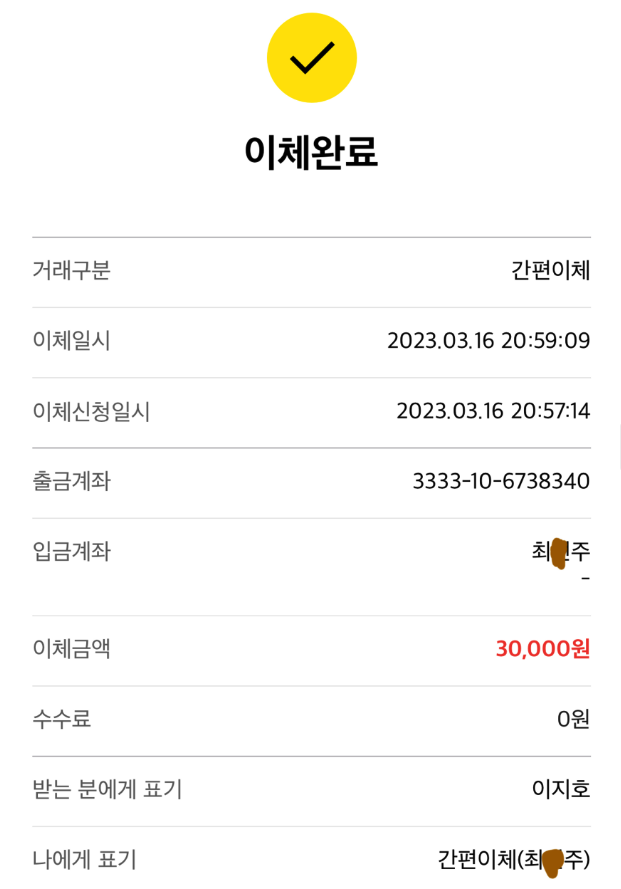 이체완료
거래구분 간편이체
이체일시 2023.03.16 20:59:09
이체신청일시 2023.03.16 20:57:14
출금계좌 3333-10-6738340
입금계좌 최 주
-
이체금액 30,000원
수수료 0원
받는 분에게 표기 이지호
나에게 표기 간편이체(최 주)